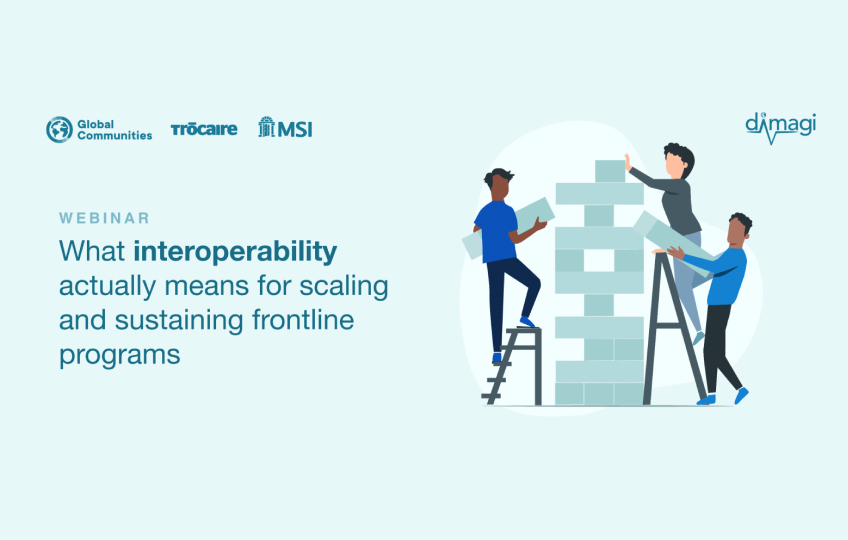 Global
Communities
Trōcaire
MSI
dimagi
WEBINAR
What interoperability
actually means for scaling
and sustaining frontline
programs